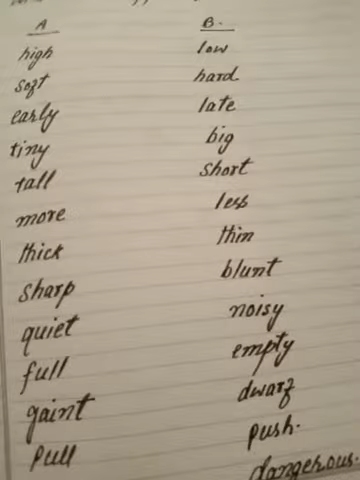 A B.
high low
soft hard
early late
tiny big
tall short
more less
thick thin
sharp blunt
quiet noisy
full empty
gaint dwarf
pull push.
dangerous.